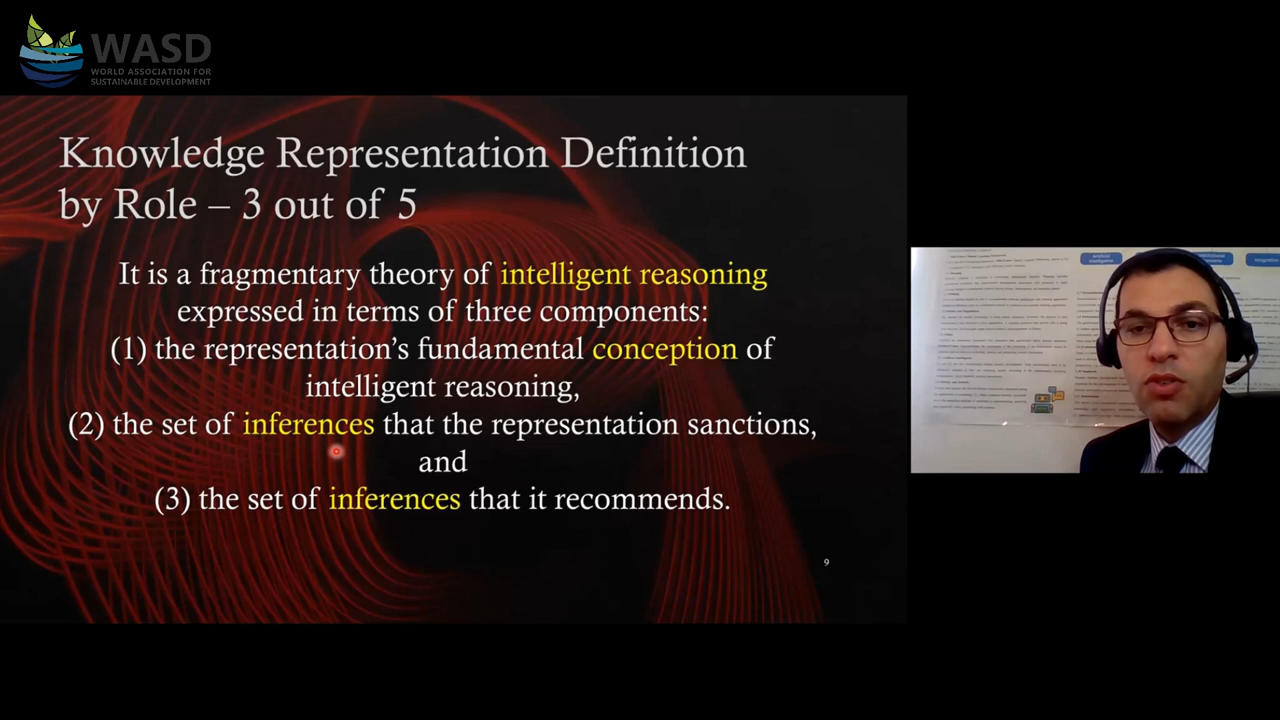 WASD
WORLD ASSOCIATION FOR
SUSTAINABLE DEVELOPMENT
Knowledge Representation Definition
by Role – 3 out of 5
It is a fragmentary theory of intelligent reasoning
expressed in terms of three components:
(1) the representation’s fundamental conception of
intelligent reasoning,
(2) the set of inferences that the representation sanctions,
and
(3) the set of inferences that it recommends.
9
Artificial
Intelligence